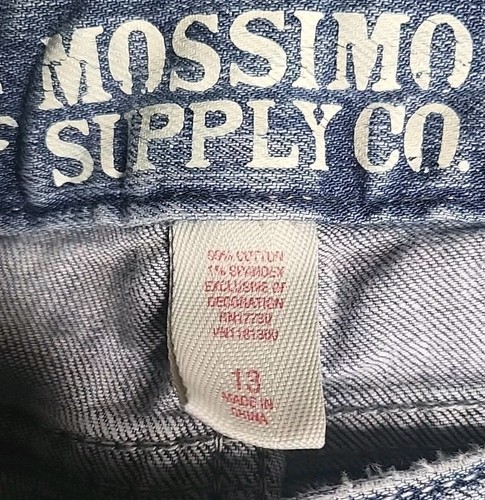 MOSSIMO
SUPPLY CO.
99% COTTON
1% SPANDEX
EXCLUSIVE OF
DECORATION
RN17730
13
MADE IN
CHINA